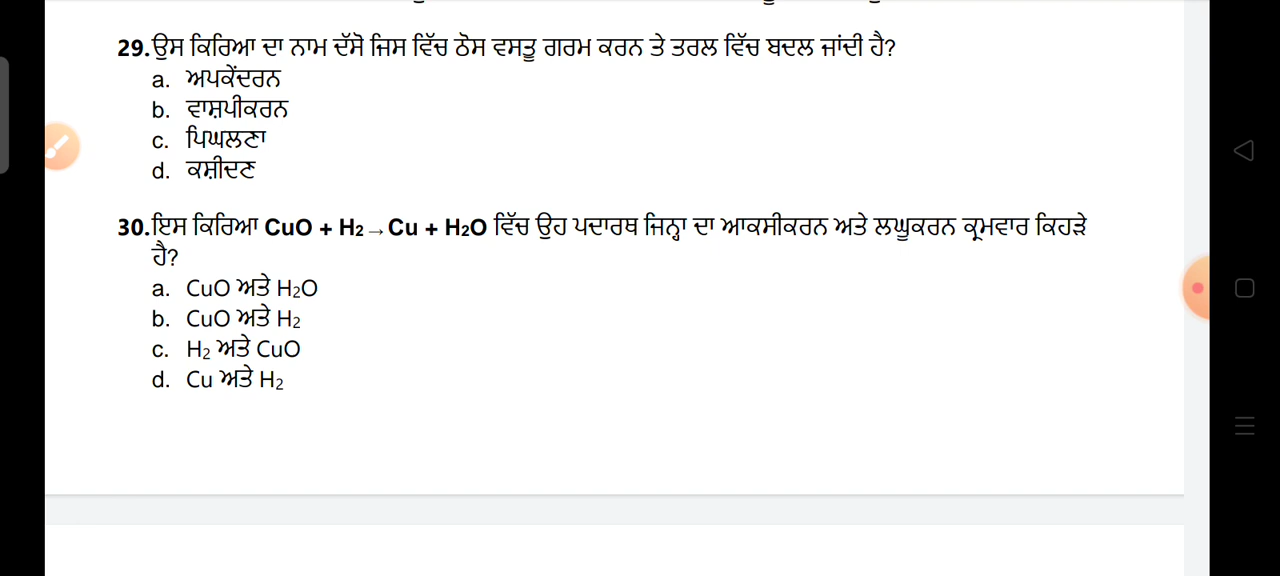 29. ਉਸ ਕਿਰਿਆ ਦਾ ਨਾਮ ਦੱਸੋ ਜਿਸ ਵਿੱਚ ਠੋਸ ਵਸਤੂ ਗਰਮ ਕਰਨ ਤੇ ਤਰਲ ਵਿੱਚ ਬਦਲ ਜਾਂਦੀ ਹੈ?
a. ਅਪਕੇਂਦਰਨ
b. ਵਾਸ਼ਪੀਕਰਨ
c. ਪਿਘਲਣਾ
d. ਕਸ਼ੀਦਣ
30. ਇਸ ਕਿਰਿਆ CuO + H₂→Cu + H₂O ਵਿੱਚ ਉਹ ਪਦਾਰਥ ਜਿਨ੍ਹਾ ਦਾ ਆਕਸੀਕਰਨ ਅਤੇ ਲਘੂਕਰਨ ਕ੍ਰਮਵਾਰ ਕਿਹੜੇ
ਹੈ?
a. CuO ਅਤੇ H₂O
b. CuO ਅਤੇ H₂
c. H₂ ਅਤੇ CuO
d. Cu ਅਤੇ H₂